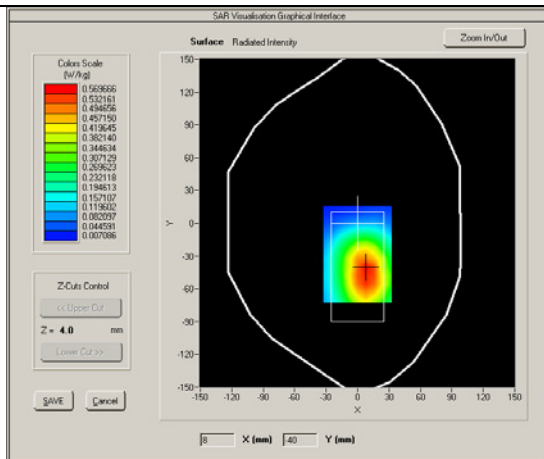 SAR Visualisation Graphical Interface
Surface Radiated Intensity
Zoom In/Out
Colors Scale
(W/kg)
0.569666
0.532161
0.494656
0.457150
0.419645
0.382140
0.344634
0.307129
0.269623
0.232118
0.194613
0.157107
0.119602
0.082097
0.044591
0.007086
Z-Cuts Control
<< Upper Cut
Z = 4.0 mm
Lower Cut >>
SAVE Cancel
150
120
90
60
30
0
-30
-60
-90
-120
-150
Y
-150 -120 -90 -60 -30 0 30 60 90 120 150
X
8 X (mm) -40 Y (mm)